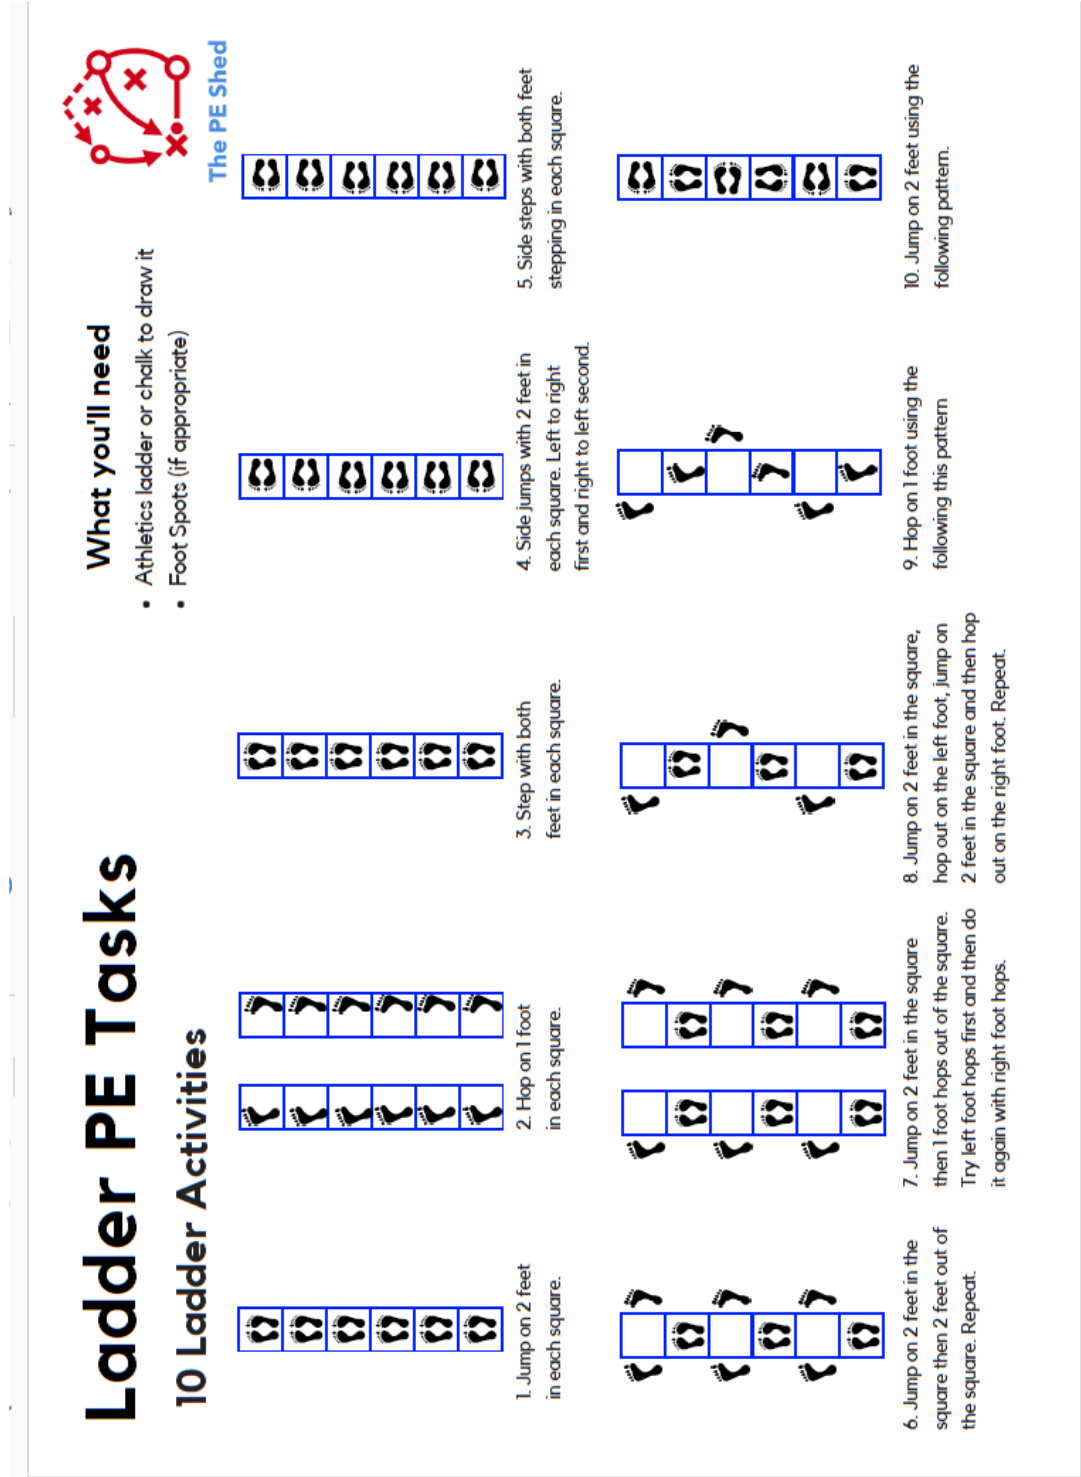 Ladder PE Tasks
10 Ladder Activities
What you'll need
• Athletics ladder or chalk to draw it
• Foot Spots (if appropriate)
The PE Shed
1. Jump on 2 feet
in each square.
2. Hop on 1 foot
in each square.
3. Step with both
feet in each square.
4. Side jumps with 2 feet in
each square. Left to right
first and right to left second.
5. Side steps with both feet
stepping in each square.
6. Jump on 2 feet in the
square then 2 feet out of
the square. Repeat.
7. Jump on 2 feet in the square
then 1 foot hops out of the square.
Try left foot hops first and then do
it again with right foot hops.
8. Jump on 2 feet in the square,
hop out on the left foot, jump on
2 feet in the square and then hop
out on the right foot. Repeat.
9. Hop on 1 foot using the
following this pattern
10. Jump on 2 feet using the
following pattern.